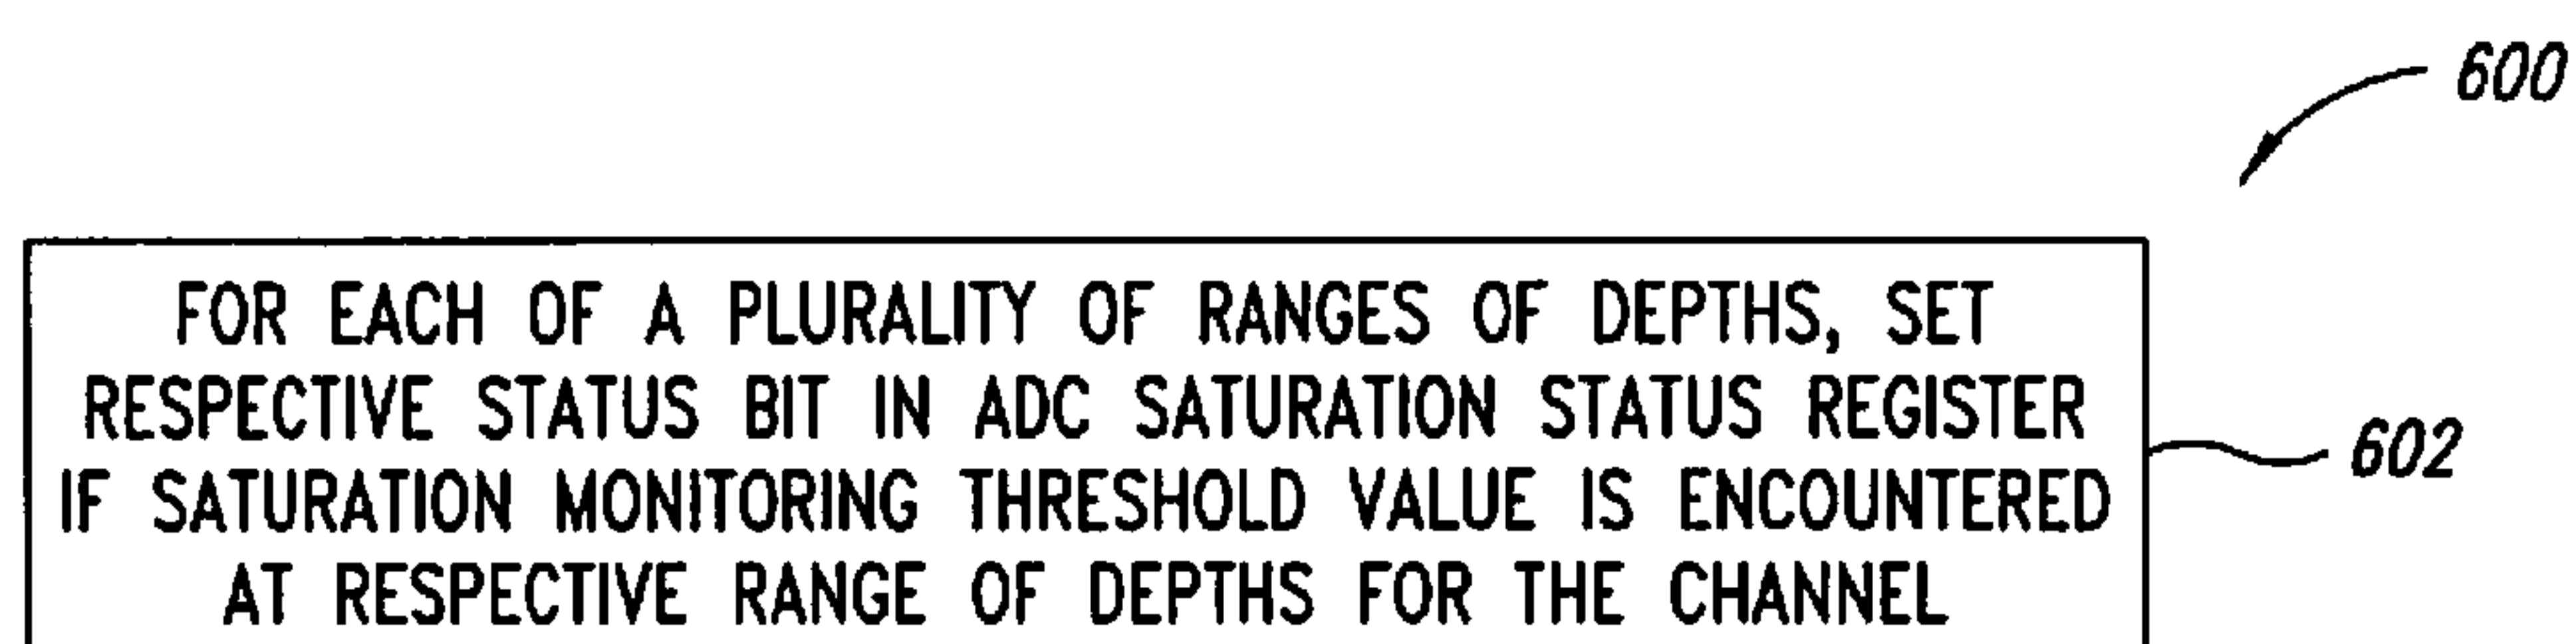 600
FOR EACH OF A PLURALITY OF RANGES OF DEPTHS, SET
RESPECTIVE STATUS BIT IN ADC SATURATION STATUS REGISTER
IF SATURATION MONITORING THRESHOLD VALUE IS ENCOUNTERED
AT RESPECTIVE RANGE OF DEPTHS FOR THE CHANNEL
602